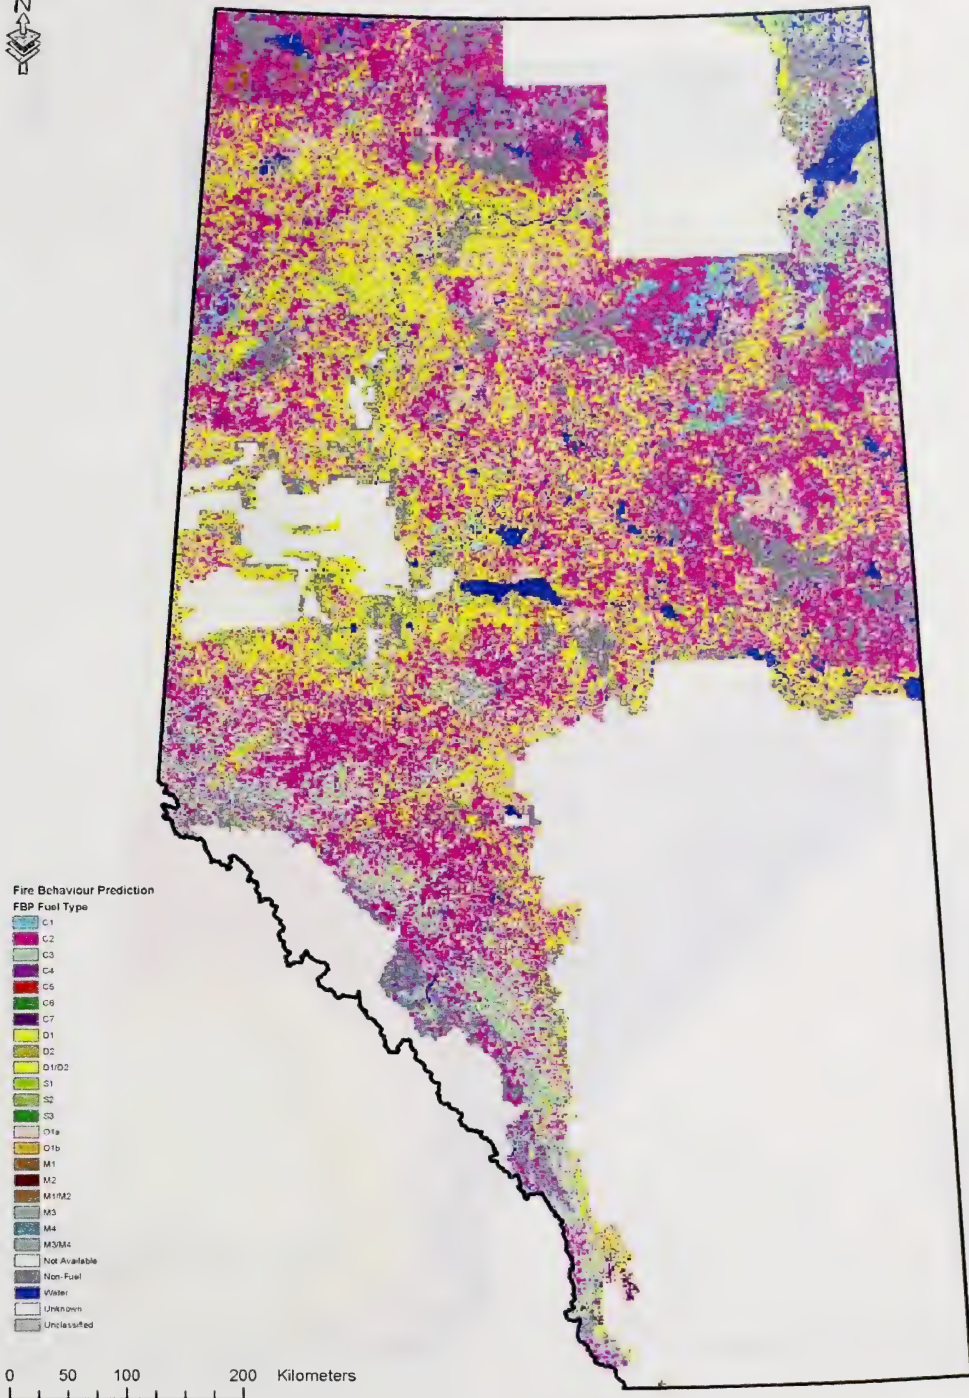 N
Fire Behaviour Prediction
FBP Fuel Type
C1
C2
C3
C4
C5
C6
C7
D1
D2
D1/D2
S1
S2
S3
O1a
O1b
M1
M2
M1/M2
M3
M4
M3/M4
Not Available
Non-Fuel
Water
Unknown
Unclassified
0 50 100 200 Kilometers